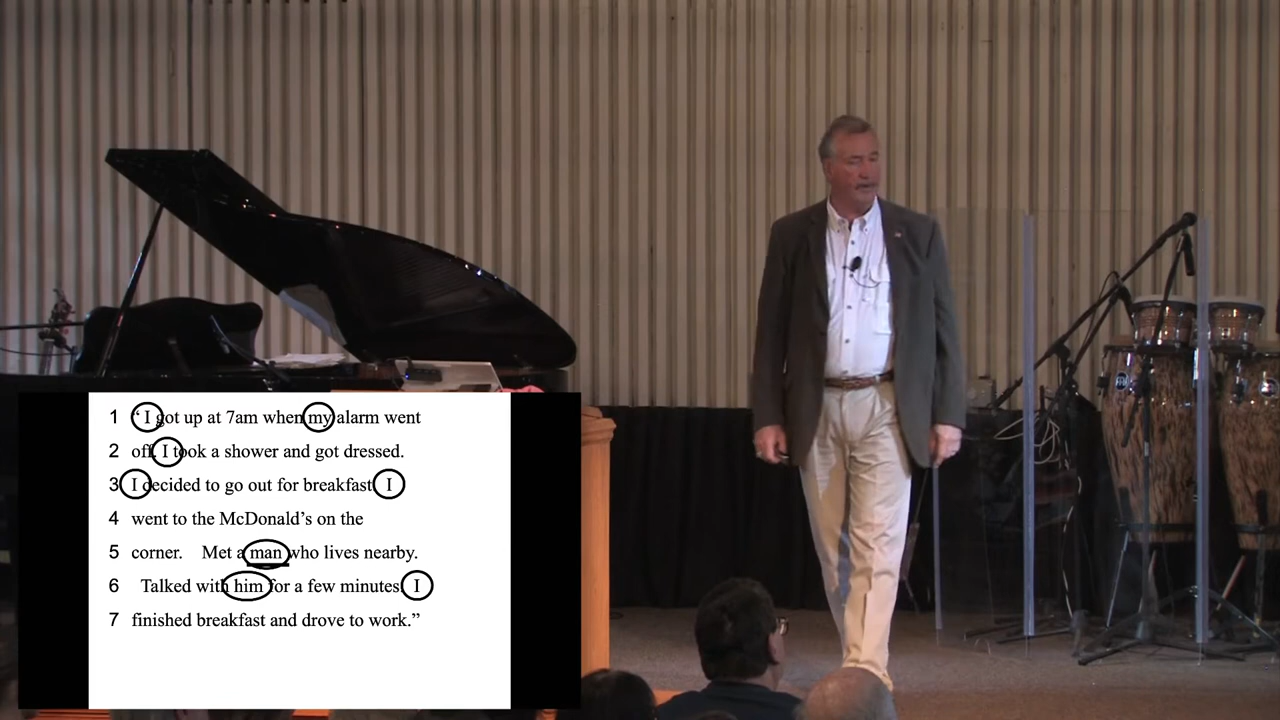 1 “I got up at 7am when my alarm went
2 off. I took a shower and got dressed.
3 I decided to go out for breakfast. I
4 went to the McDonald’s on the
5 corner. Met a man who lives nearby.
6 Talked with him for a few minutes. I
7 finished breakfast and drove to work.”